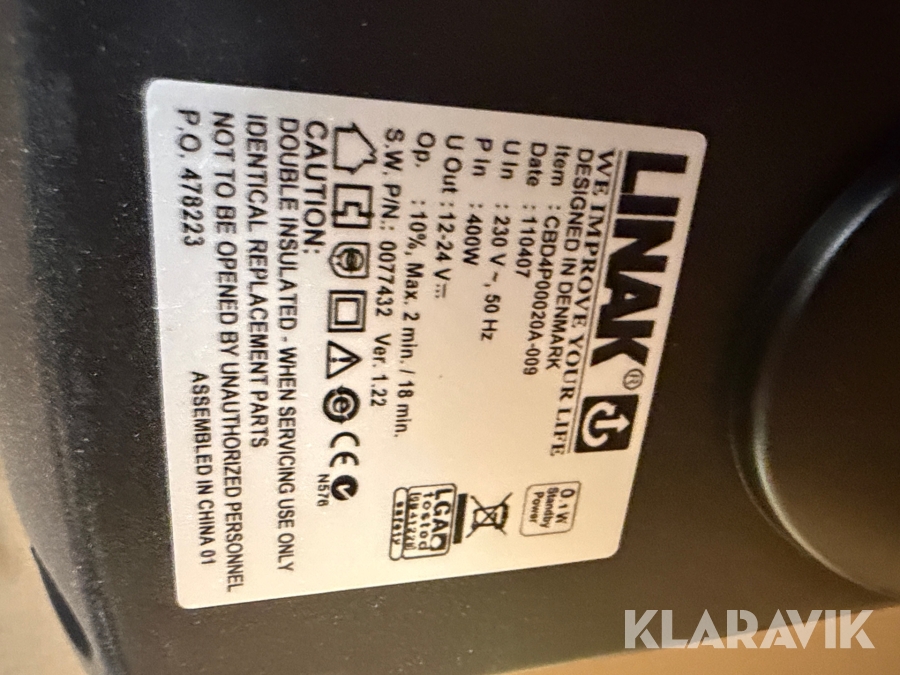 LINAK®
WE IMPROVE YOUR LIFE
DESIGNED IN DENMARK
Item : CBD4P00020A-009
Date : 110407
U In : 230 V ~, 50 Hz
P In : 400W
U Out : 12-24 V⎓
Op. : 10%, Max. 2 min. / 18 min.
S.W. P/N.: 0077432 Ver. 1.22
0.1W
Standby
Power
LGA
tested
safety
N576
CAUTION:
DOUBLE INSULATED - WHEN SERVICING USE ONLY
IDENTICAL REPLACEMENT PARTS
NOT TO BE OPENED BY UNAUTHORIZED PERSONNEL
P.O. 478223 ASSEMBLED IN CHINA 01
KLARAVIK